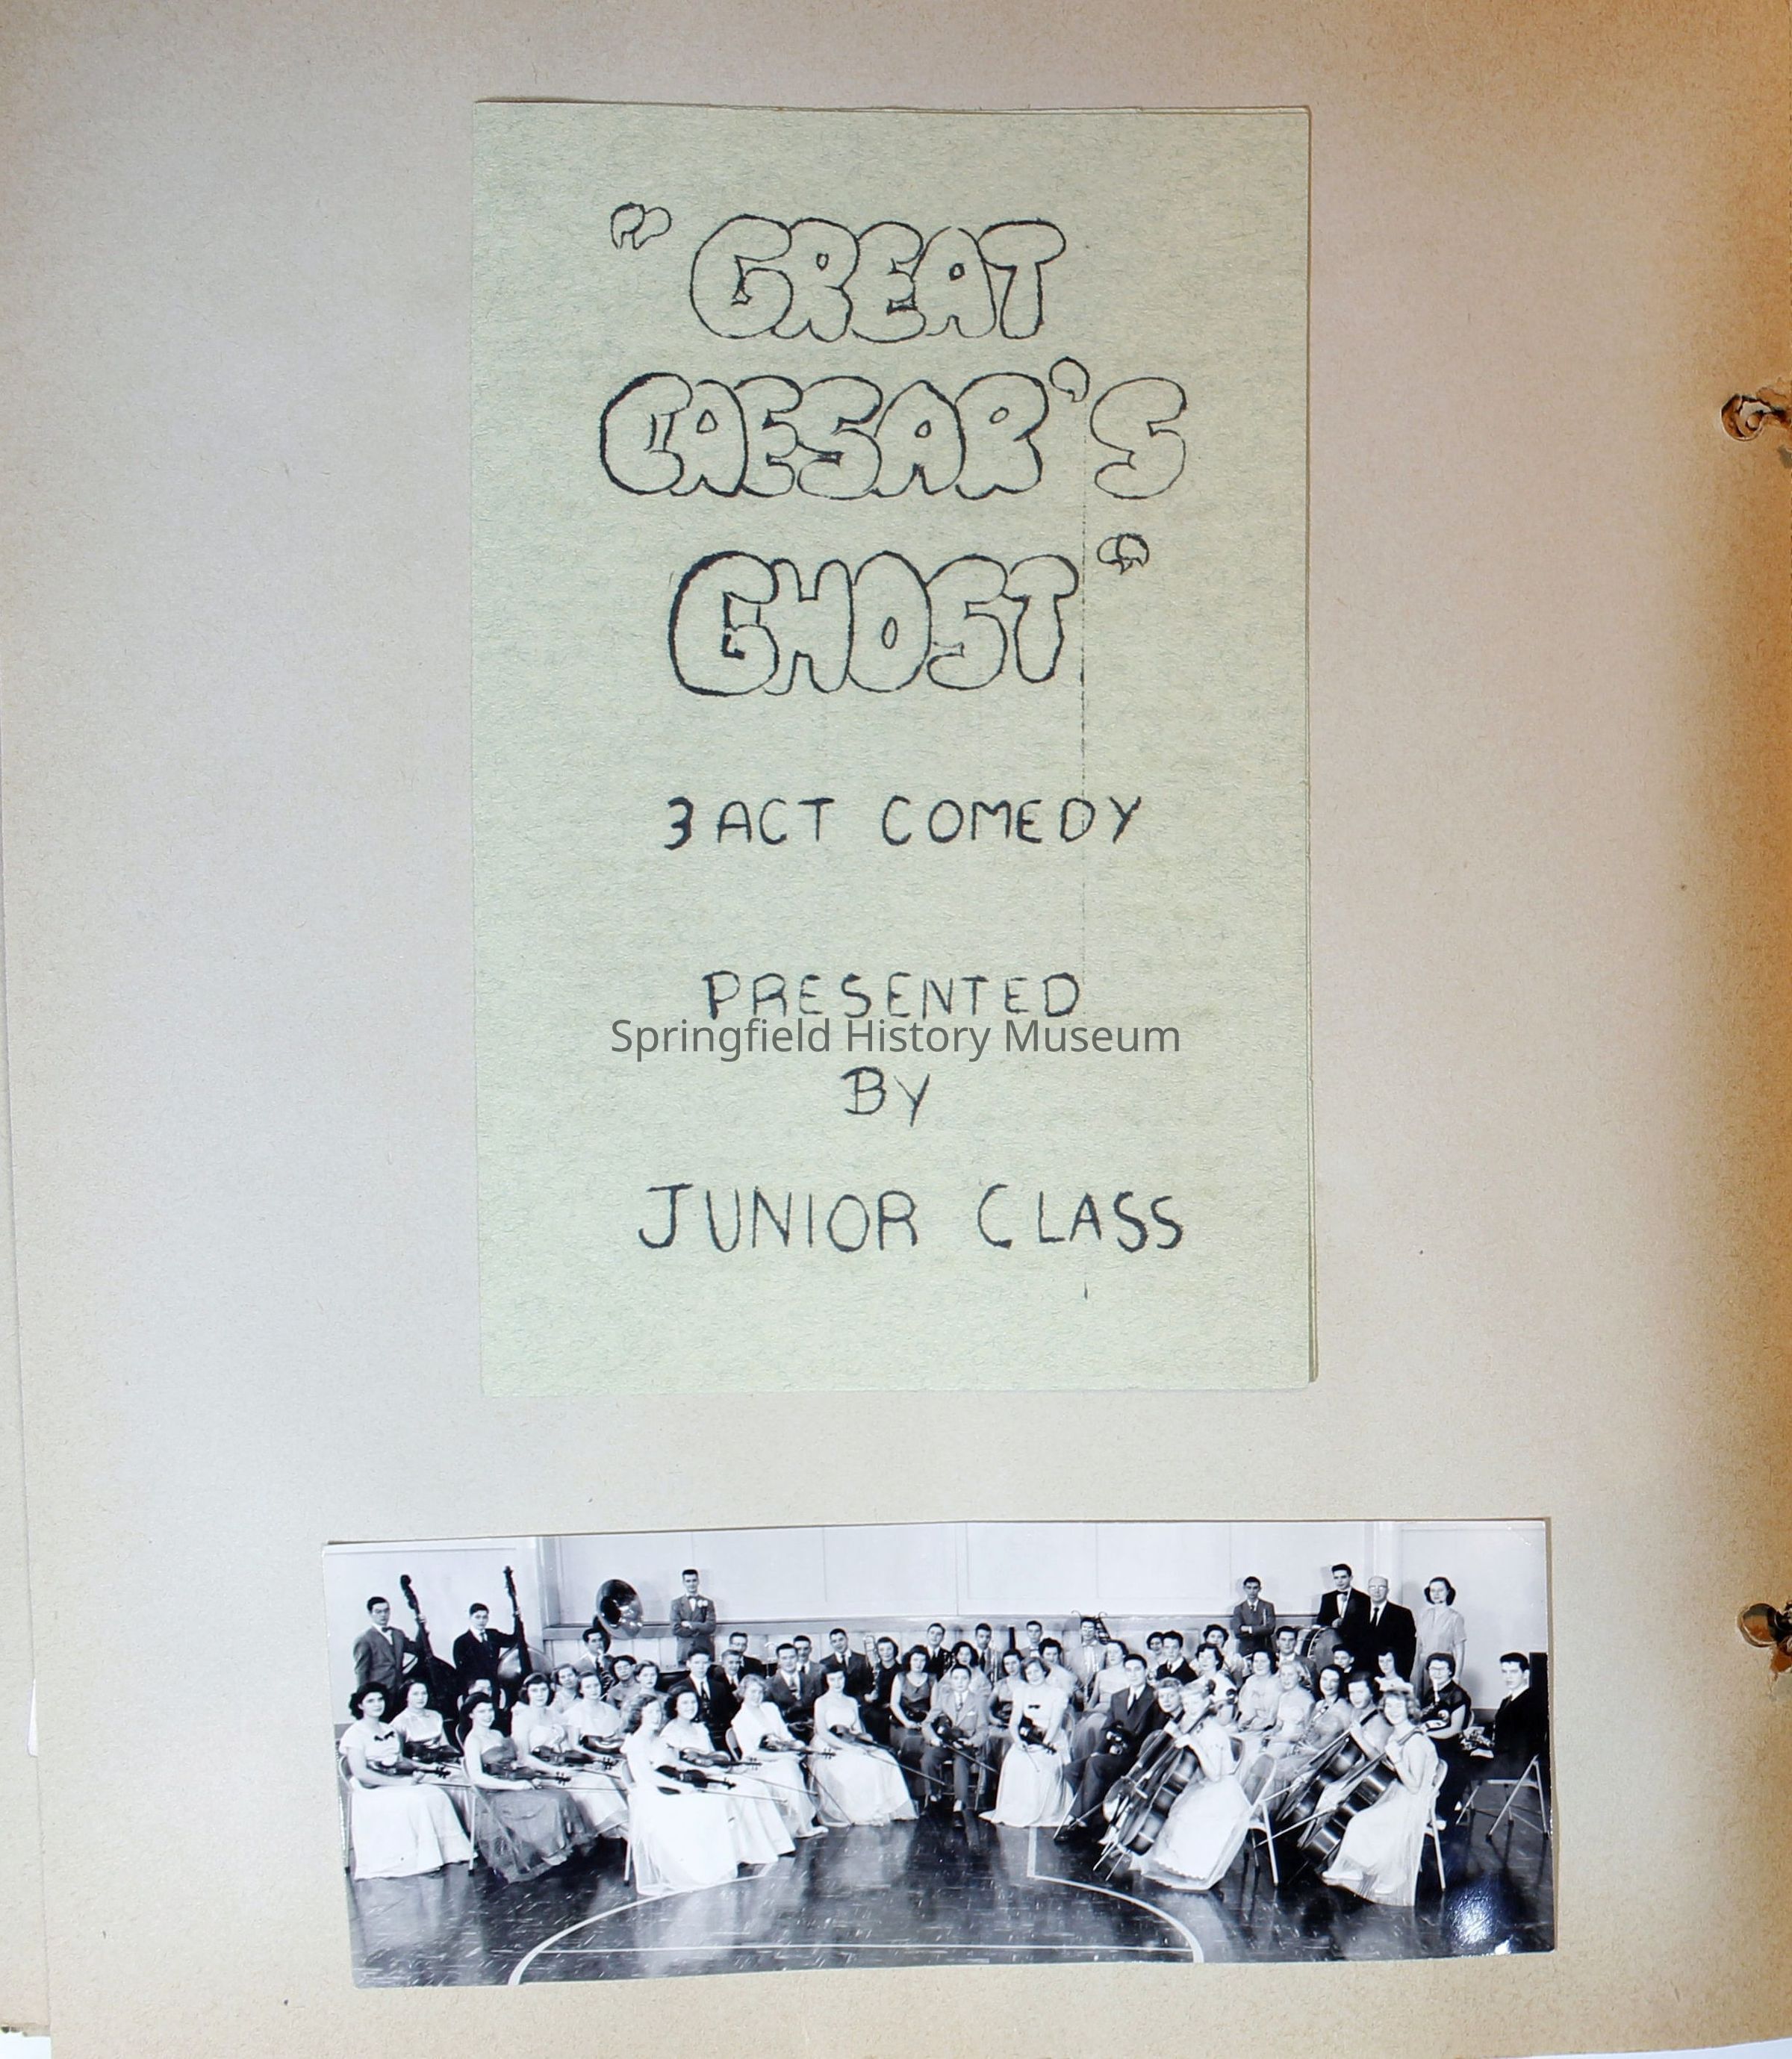 "GREAT
CAESAR'S
GHOST"
3 ACT COMEDY
PRESENTED
Springfield History Museum
BY
JUNIOR CLASS